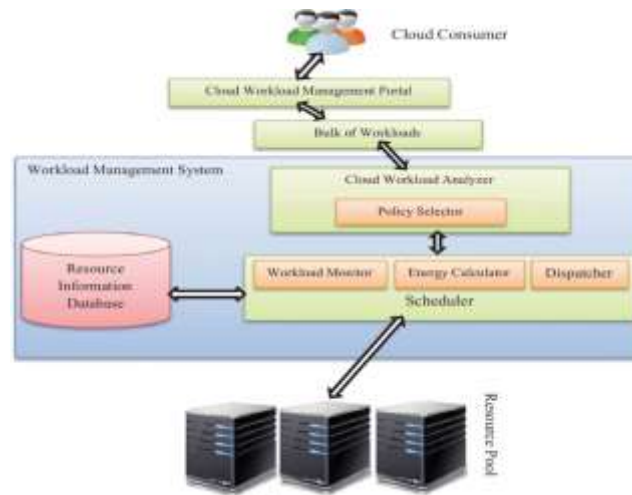 Cloud Consumer
Cloud Workload Management Portal
Bulk of Workloads
Workload Management System
Cloud Workload Analyzer
Policy Selector
Resource
Information
Database
Workload Monitor
Energy Calculator
Dispatcher
Scheduler
Resource Pool